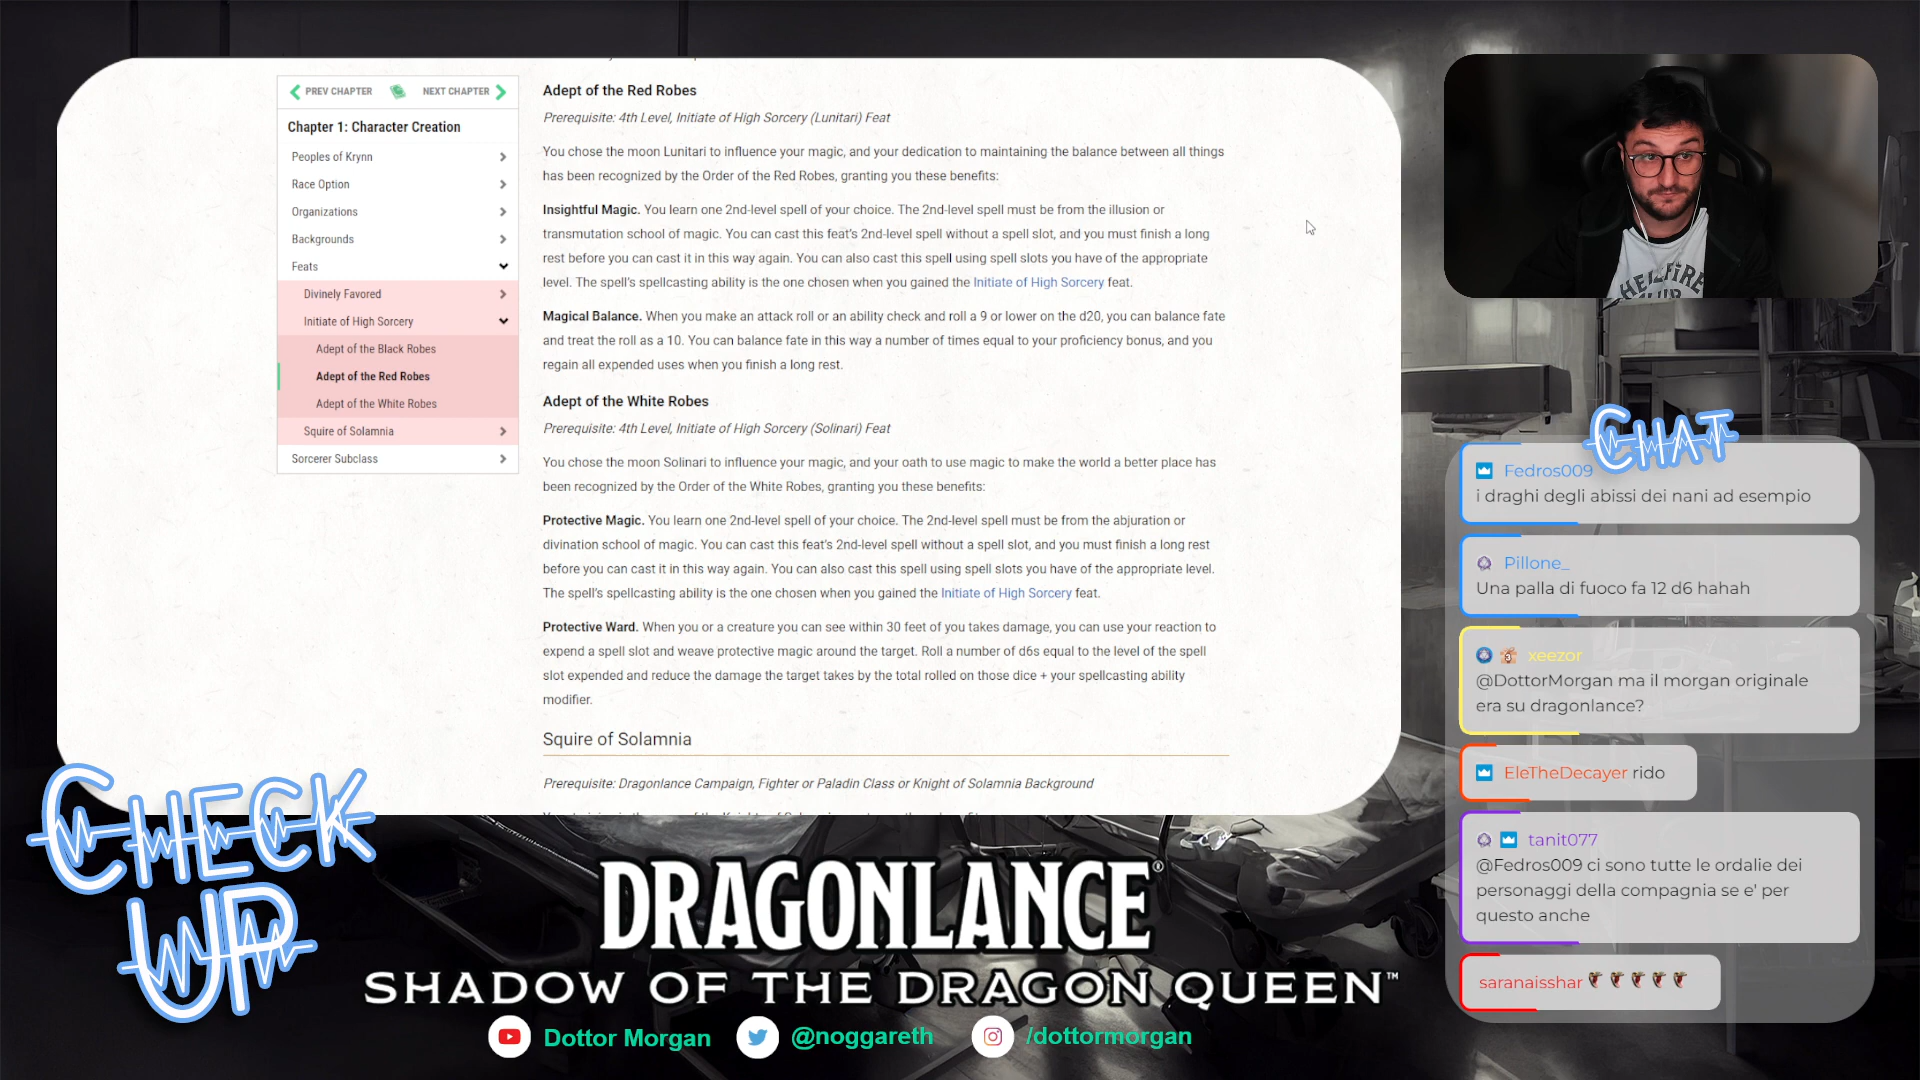 PREV CHAPTER
NEXT CHAPTER
Chapter 1: Character Creation
Peoples of Krynn
Race Option
Organizations
Backgrounds
Feats
Divinely Favored
Initiate of High Sorcery
Adept of the Black Robes
Adept of the Red Robes
Adept of the White Robes
Squire of Solamnia
Sorcerer Subclass
Adept of the Red Robes
Prerequisite: 4th Level, Initiate of High Sorcery (Lunitari) Feat
You chose the moon Lunitari to influence your magic, and your dedication to maintaining the balance between all things
has been recognized by the Order of the Red Robes, granting you these benefits:
Insightful Magic. You learn one 2nd-level spell of your choice. The 2nd-level spell must be from the illusion or
transmutation school of magic. You can cast this feat's 2nd-level spell without a spell slot, and you must finish a long
rest before you can cast it in this way again. You can also cast this spell using spell slots you have of the appropriate
level. The spell's spellcasting ability is the one chosen when you gained the Initiate of High Sorcery feat.
Magical Balance. When you make an attack roll or an ability check and roll a 9 or lower on the d20, you can balance fate
and treat the roll as a 10. You can balance fate in this way a number of times equal to your proficiency bonus, and you
regain all expended uses when you finish a long rest.
Adept of the White Robes
Prerequisite: 4th Level, Initiate of High Sorcery (Solinari) Feat
You chose the moon Solinari to influence your magic, and your oath to use magic to make the world a better place has
been recognized by the Order of the White Robes, granting you these benefits:
Protective Magic. You learn one 2nd-level spell of your choice. The 2nd-level spell must be from the abjuration or
divination school of magic. You can cast this feat's 2nd-level spell without a spell slot, and you must finish a long rest
before you can cast it in this way again. You can also cast this spell using spell slots you have of the appropriate level.
The spell's spellcasting ability is the one chosen when you gained the Initiate of High Sorcery feat.
Protective Ward. When you or a creature you can see within 30 feet of you takes damage, you can use your reaction to
expend a spell slot and weave protective magic around the target. Roll a number of d6s equal to the level of the spell
slot expended and reduce the damage the target takes by the total rolled on those dice + your spellcasting ability
modifier.
Squire of Solamnia
Prerequisite: Dragonlance Campaign, Fighter or Paladin Class or Knight of Solamnia Background
HELLFIRE
CLUB
CHAT
Fedros009
i draghi degli abissi dei nani ad esempio
Pillone_
Una palla di fuoco fa 12 d6 hahah
3 xeezor
@DottorMorgan ma il morgan originale
era su dragonlance?
EleTheDecayer rido
tanit077
@Fedros009 ci sono tutte le ordalie dei
personaggi della compagnia se e' per
questo anche
saranaisshar
CHECK
UP
DRAGONLANCE®
SHADOW OF THE DRAGON QUEEN™
Dottor Morgan
@noggareth
/dottormorgan